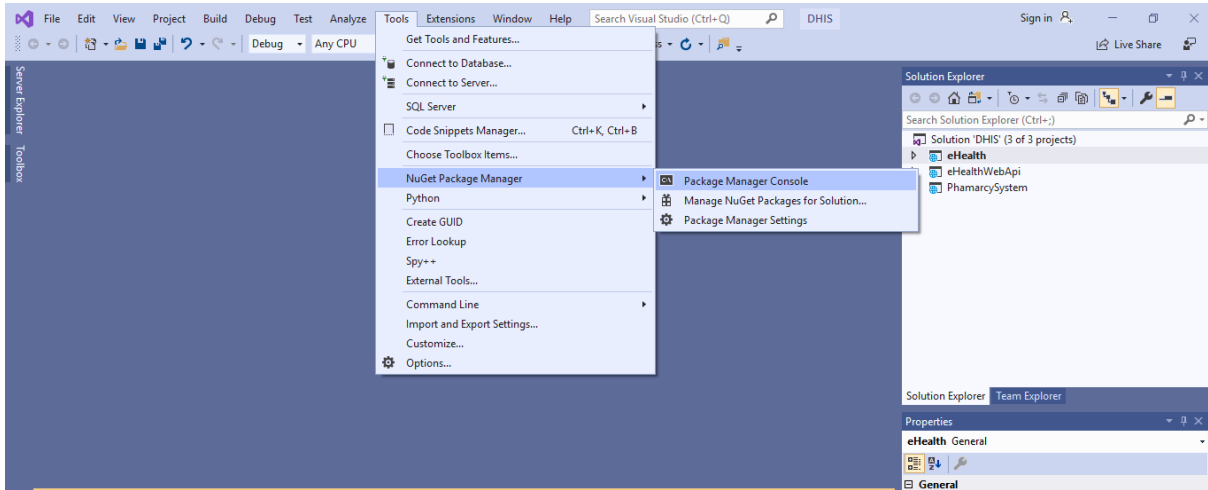 File Edit View Project Build Debug Test Analyze Tools Extensions Window Help Search Visual Studio (Ctrl+Q) DHIS Sign in
Debug Any CPU Live Share
Server Explorer
Toolbox
Get Tools and Features...
Connect to Database...
Connect to Server...
SQL Server
Code Snippets Manager... Ctrl+K, Ctrl+B
Choose Toolbox Items...
NuGet Package Manager
Python
Create GUID
Error Lookup
Spy++
External Tools...
Command Line
Import and Export Settings...
Customize...
Options...
Package Manager Console
Manage NuGet Packages for Solution...
Package Manager Settings
Solution Explorer
Search Solution Explorer (Ctrl+;)
Solution 'DHIS' (3 of 3 projects)
eHealth
eHealthWebApi
PhamarcySystem
Solution Explorer Team Explorer
Properties
eHealth General
General